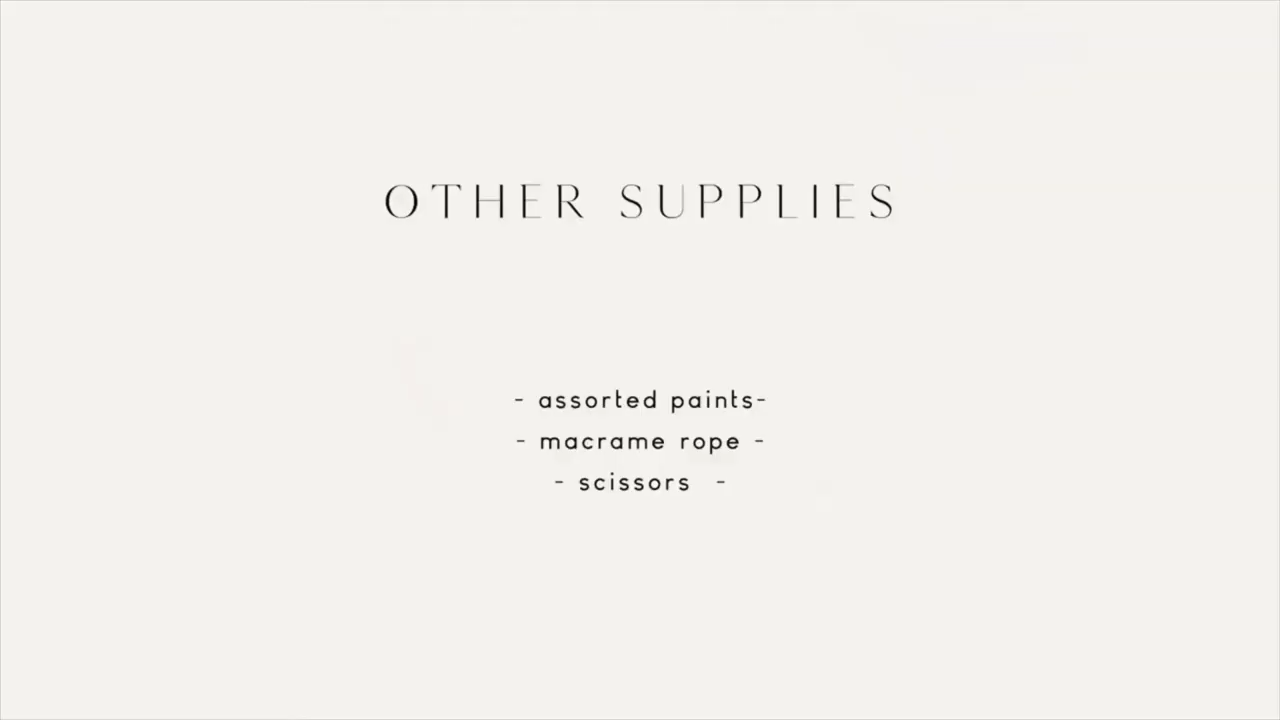 OTHER SUPPLIES
- assorted paints-
- macrame rope -
- scissors -